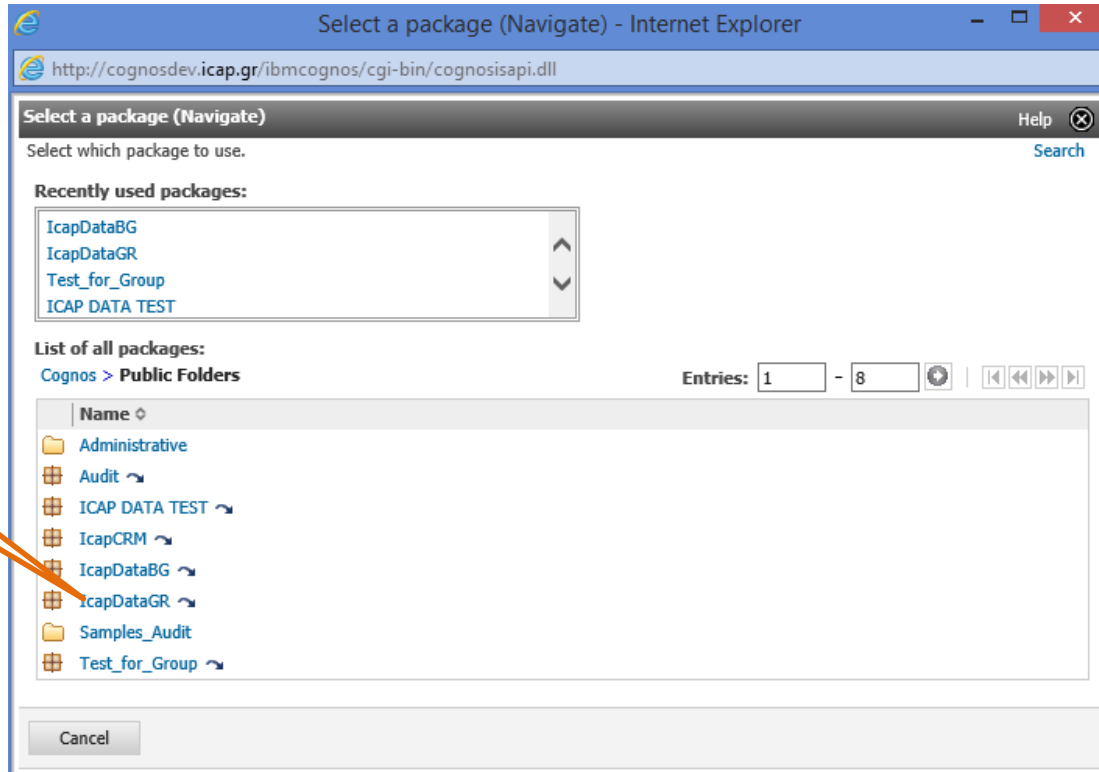 Select a package (Navigate) - Internet Explorer
http://cognosdev.icap.gr/ibmcognos/cgi-bin/cognosisapi.dll
Select a package (Navigate) Help
Select which package to use. Search
Recently used packages:
IcapDataBG
IcapDataGR
Test_for_Group
ICAP DATA TEST
List of all packages:
Cognos > Public Folders Entries: 1 - 8
Name
Administrative
Audit
ICAP DATA TEST
IcapCRM
IcapDataBG
IcapDataGR
Samples_Audit
Test_for_Group
Cancel